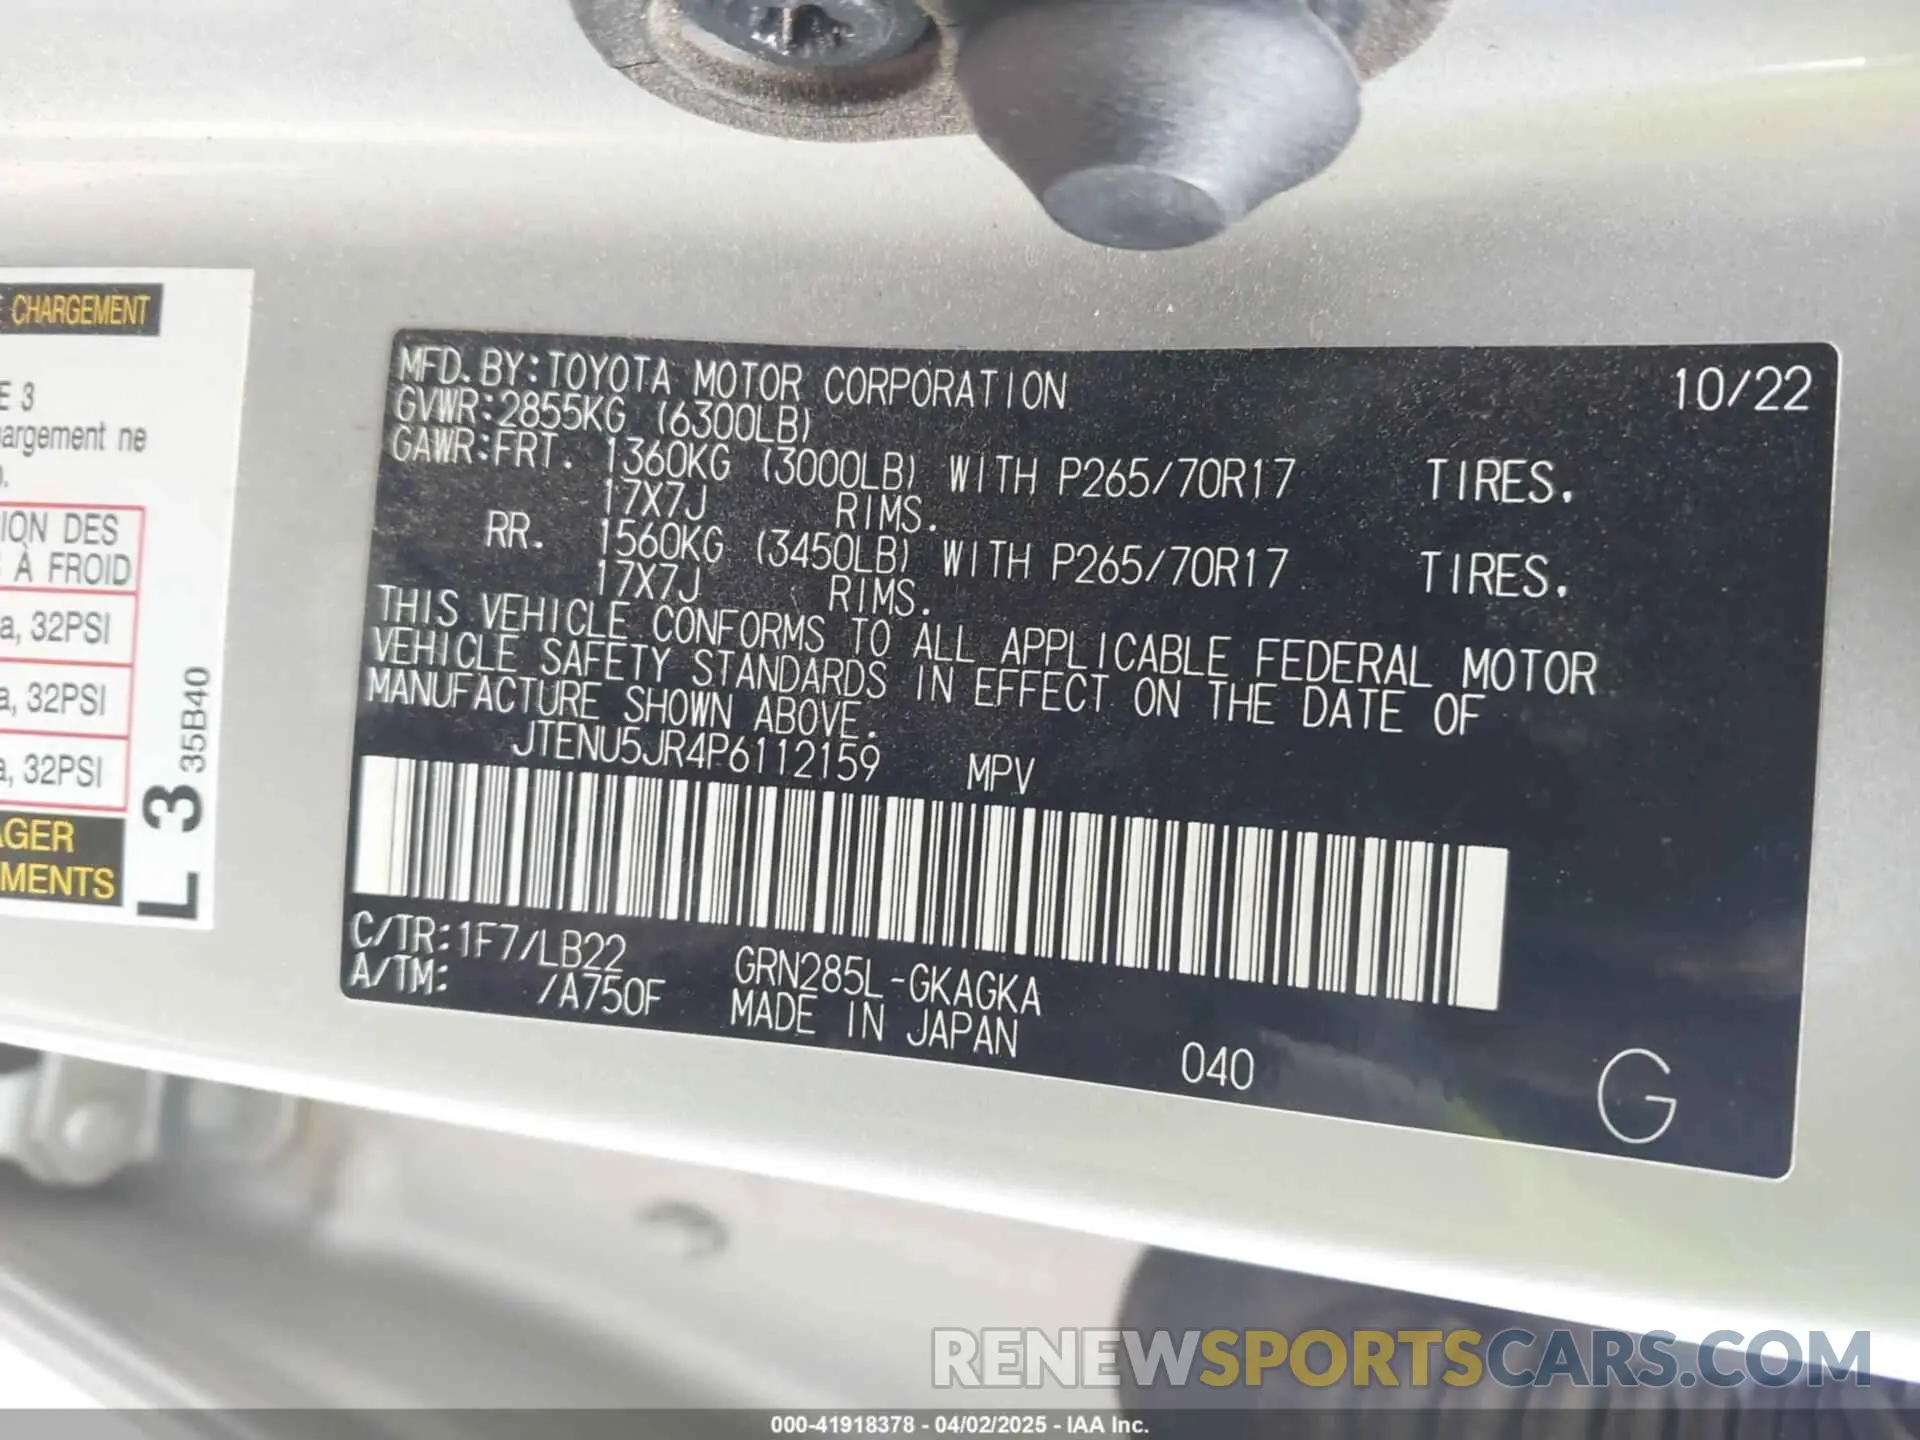 E CHARGEMENT
E 3
argement ne
ION DES
À FROID
a, 32PSI
a, 32PSI
a, 32PSI
AGER
MENTS
L 3 35B40
MFD. BY: TOYOTA MOTOR CORPORATION 10/22
GVWR: 2855KG (6300LB)
GAWR: FRT. 1360KG (3000LB) WITH P265/70R17 TIRES.
17X7J RIMS.
RR. 1560KG (3450LB) WITH P265/70R17 TIRES.
17X7J RIMS.
THIS VEHICLE CONFORMS TO ALL APPLICABLE FEDERAL MOTOR
VEHICLE SAFETY STANDARDS IN EFFECT ON THE DATE OF
MANUFACTURE SHOWN ABOVE.
JTENU5JR4P6112159 MPV
C/TR: 1F7/LB22 GRN285L-GKAGKA
A/TM: /A750F MADE IN JAPAN
040
G
RENEWSPORTSCARS.COM
000-41918378 - 04/02/2025 - IAA Inc.